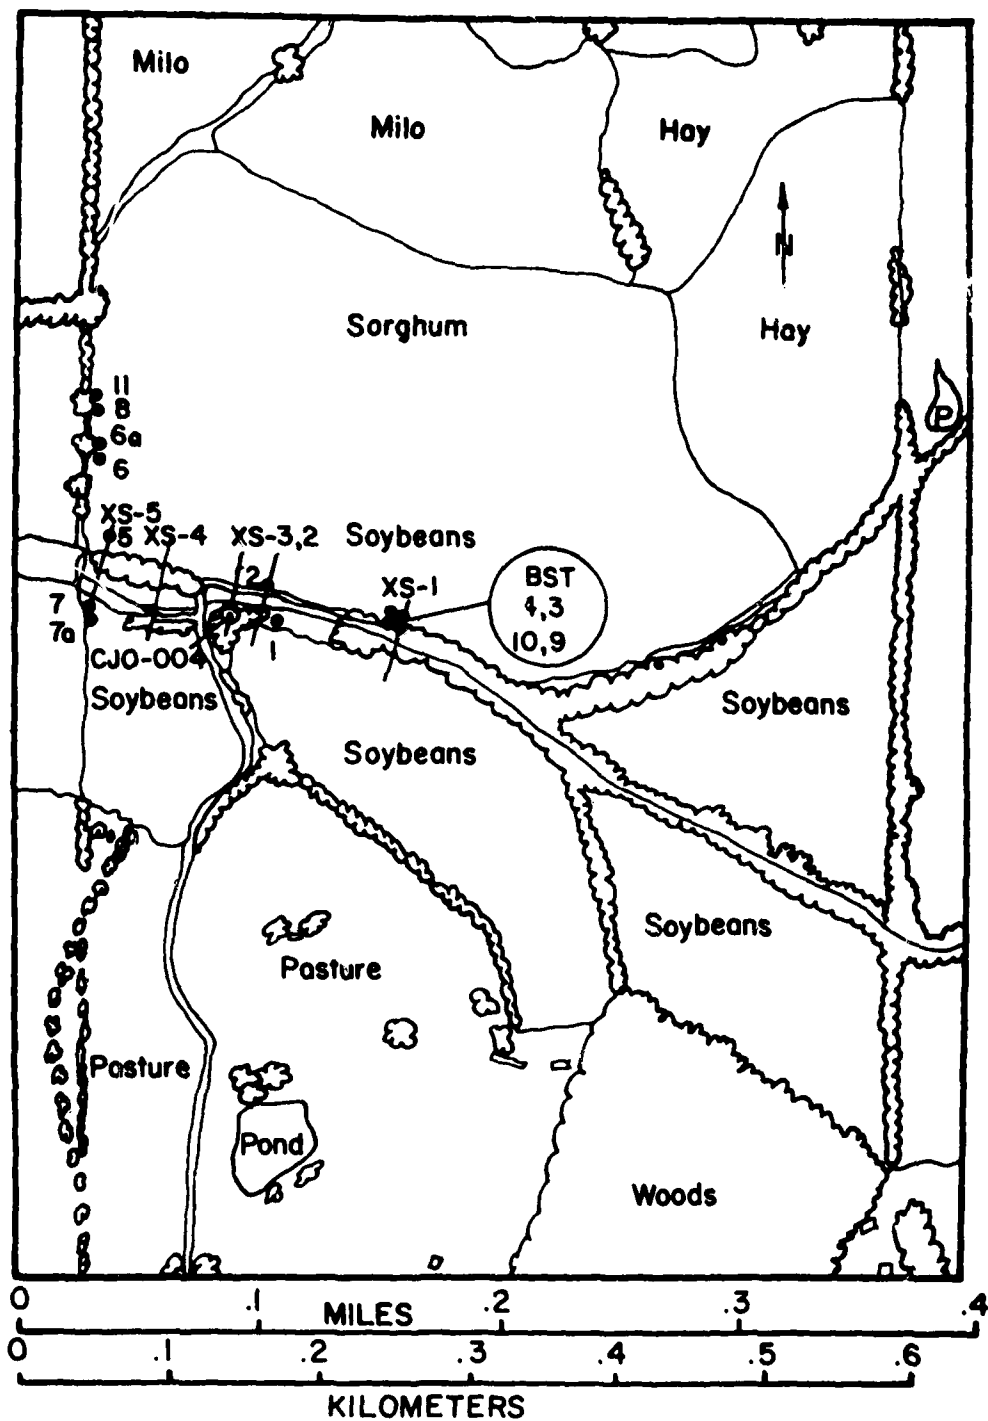 Milo
Milo
Hay
N
Sorghum
Hay
11
8
P
6a
6
XS-5
5 XS-4 XS-3,2 Soybeans
2
XS-1
BST
4,3
10,9
7
7a
1
CJO-004
Soybeans
Soybeans
Soybeans
Soybeans
Pasture
Pasture
Pond
Woods
0 .1 .2 .3 .4
MILES
0 .1 .2 .3 .4 .5 .6
KILOMETERS